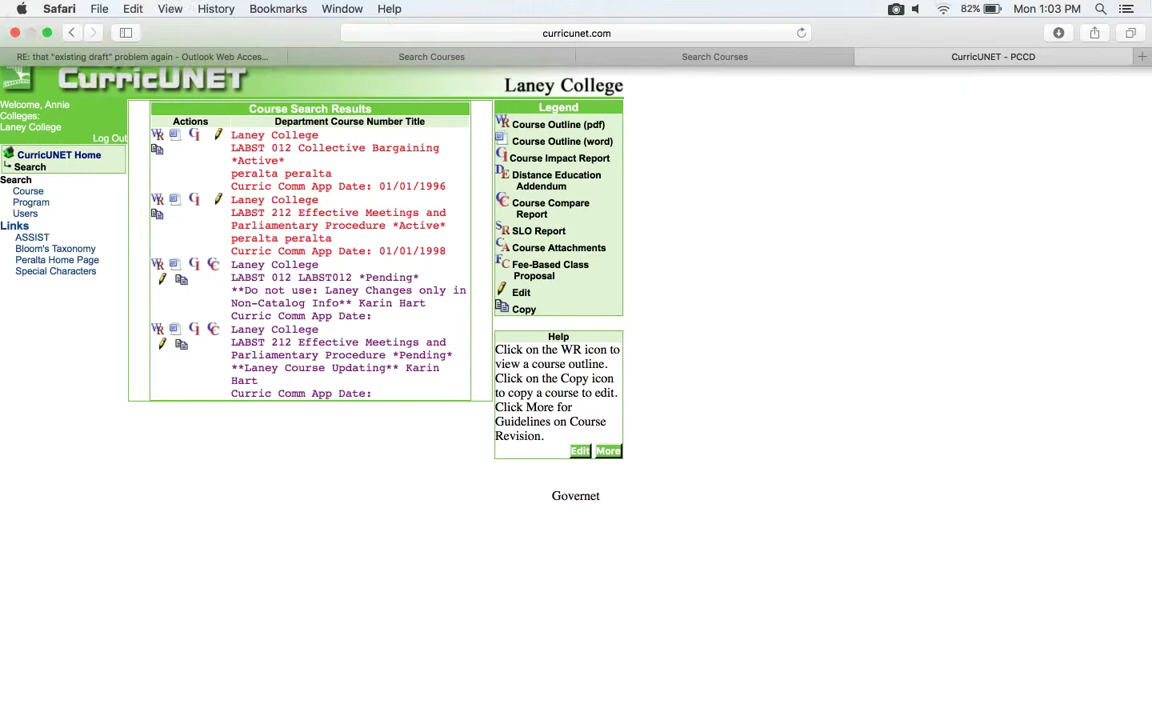 Safari File Edit View History Bookmarks Window Help 82% Mon 1:03 PM
curricunet.com
RE: that "existing draft" problem again - Outlook Web Acces... Search Courses Search Courses CurricUNET - PCCD
CurricUNET Laney College
Welcome, Annie
Colleges:
Laney College
Log Out
CurricUNET Home
Search
Search
Course
Program
Users
Links
ASSIST
Bloom's Taxonomy
Peralta Home Page
Special Characters
Course Search Results
Actions Department Course Number Title
Laney College
LABST 012 Collective Bargaining
*Active*
peralta peralta
Curric Comm App Date: 01/01/1996
Laney College
LABST 212 Effective Meetings and
Parliamentary Procedure *Active*
peralta peralta
Curric Comm App Date: 01/01/1998
Laney College
LABST 012 LABST012 *Pending*
**Do not use: Laney Changes only in
Non-Catalog Info** Karin Hart
Curric Comm App Date:
Laney College
LABST 212 Effective Meetings and
Parliamentary Procedure *Pending*
**Laney Course Updating** Karin
Hart
Curric Comm App Date:
Legend
WR Course Outline (pdf)
Course Outline (word)
CI Course Impact Report
DE Distance Education
Addendum
CC Course Compare
Report
SR SLO Report
CA Course Attachments
FC Fee-Based Class
Proposal
Edit
Copy
Help
Click on the WR icon to
view a course outline.
Click on the Copy icon
to copy a course to edit.
Click More for
Guidelines on Course
Revision.
Edit More
Governet